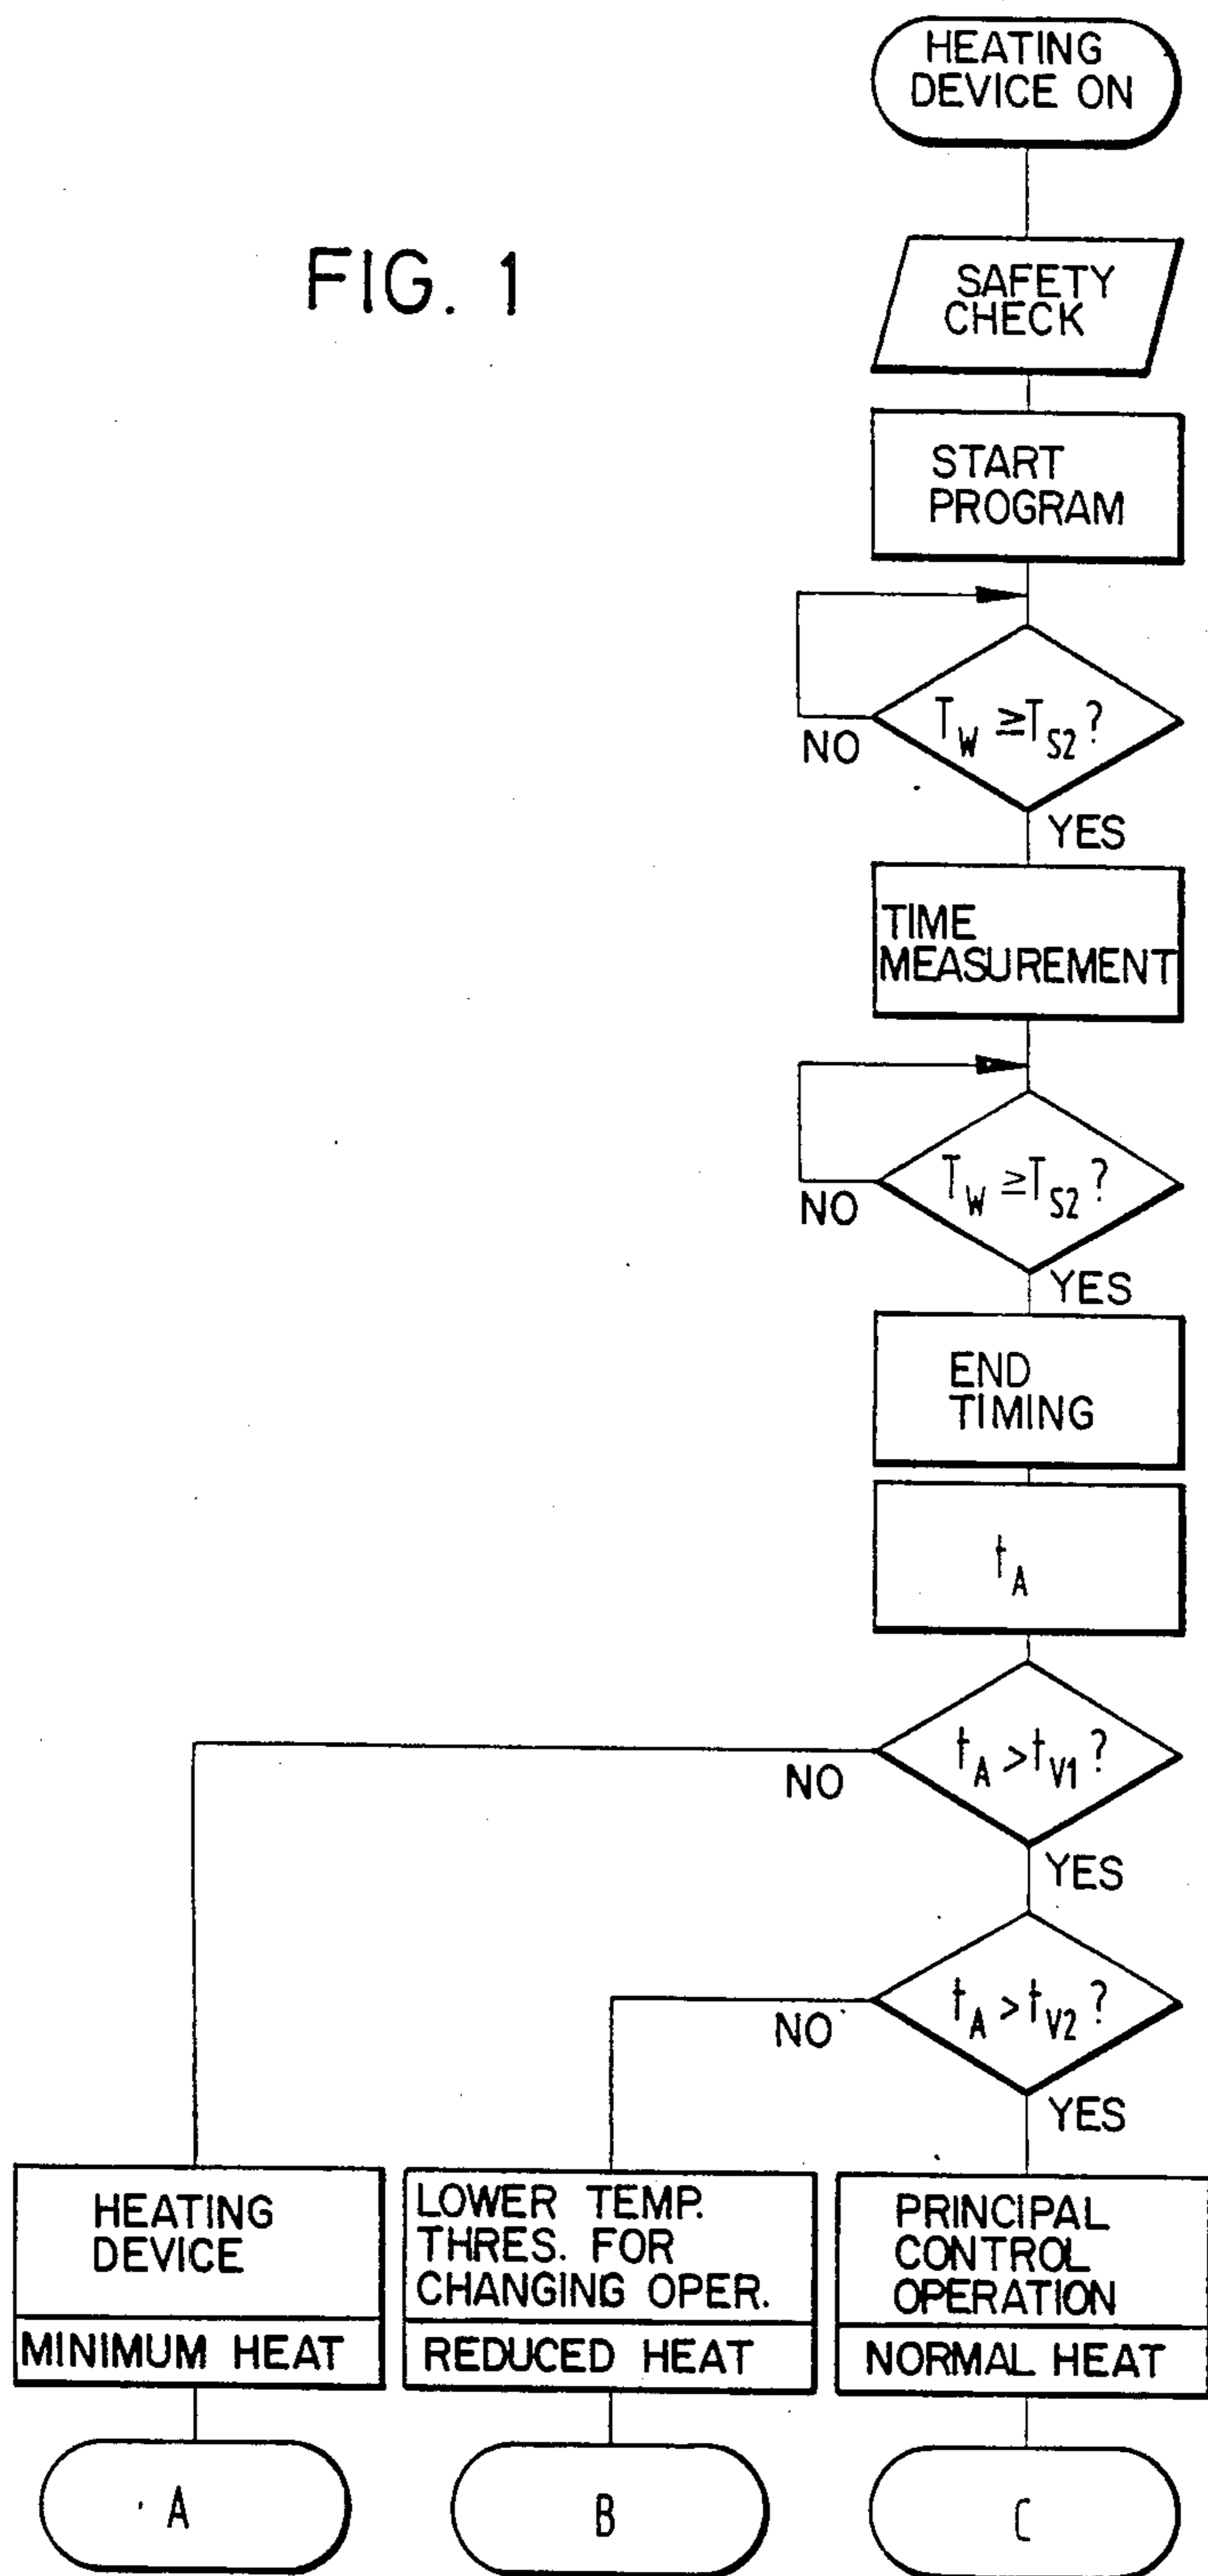 HEATING
DEVICE ON
FIG. 1
SAFETY
CHECK
START
PROGRAM
T_W ≥ T_S2 ?
NO
YES
TIME
MEASUREMENT
T_W ≥ T_S2 ?
NO
YES
END
TIMING
t_A
t_A > t_V1 ?
NO
YES
t_A > t_V2 ?
NO
YES
HEATING
DEVICE
MINIMUM HEAT
LOWER TEMP.
THRES. FOR
CHANGING OPER.
REDUCED HEAT
PRINCIPAL
CONTROL
OPERATION
NORMAL HEAT
A
B
C